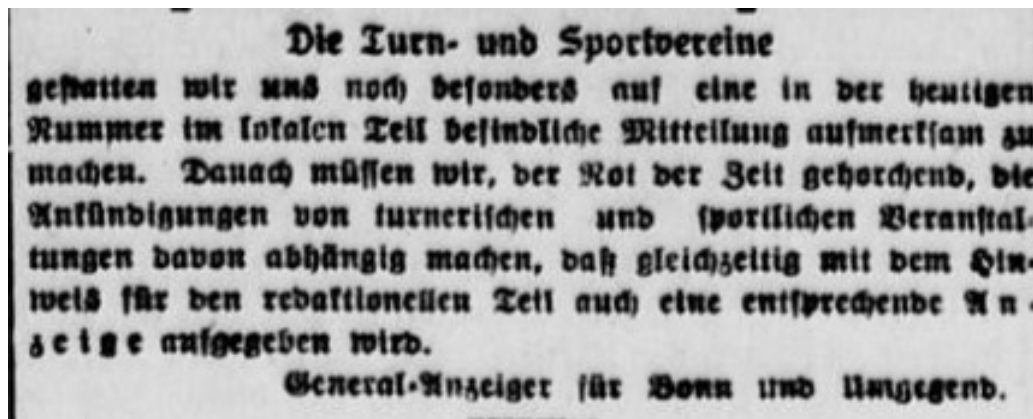 Die Turn- und Sportvereine
gestatten wir uns noch besonders auf eine in der heutigen
Nummer im lokalen Teil befindliche Mitteilung aufmerksam zu
machen. Danach müssen wir, der Not der Zeit gehorchend, die
Ankündigungen von turnerischen und sportlichen Veranstal-
tungen davon abhängig machen, daß gleichzeitig mit dem Hin-
weis für den redaktionellen Teil auch eine entsprechende An-
zeige aufgegeben wird.
General-Anzeiger für Bonn und Umgegend.